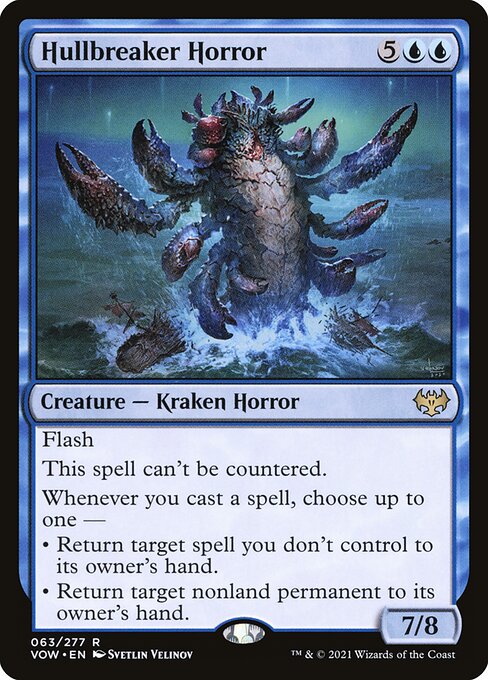 Hullbreaker Horror 5
Creature — Kraken Horror
Flash
This spell can't be countered.
Whenever you cast a spell, choose up to
one —
• Return target spell you don't control to
its owner's hand.
• Return target nonland permanent to its
owner's hand.
7/8
063/277 R
VOW • EN Svetlin Velinov
™ & © 2021 Wizards of the Coast